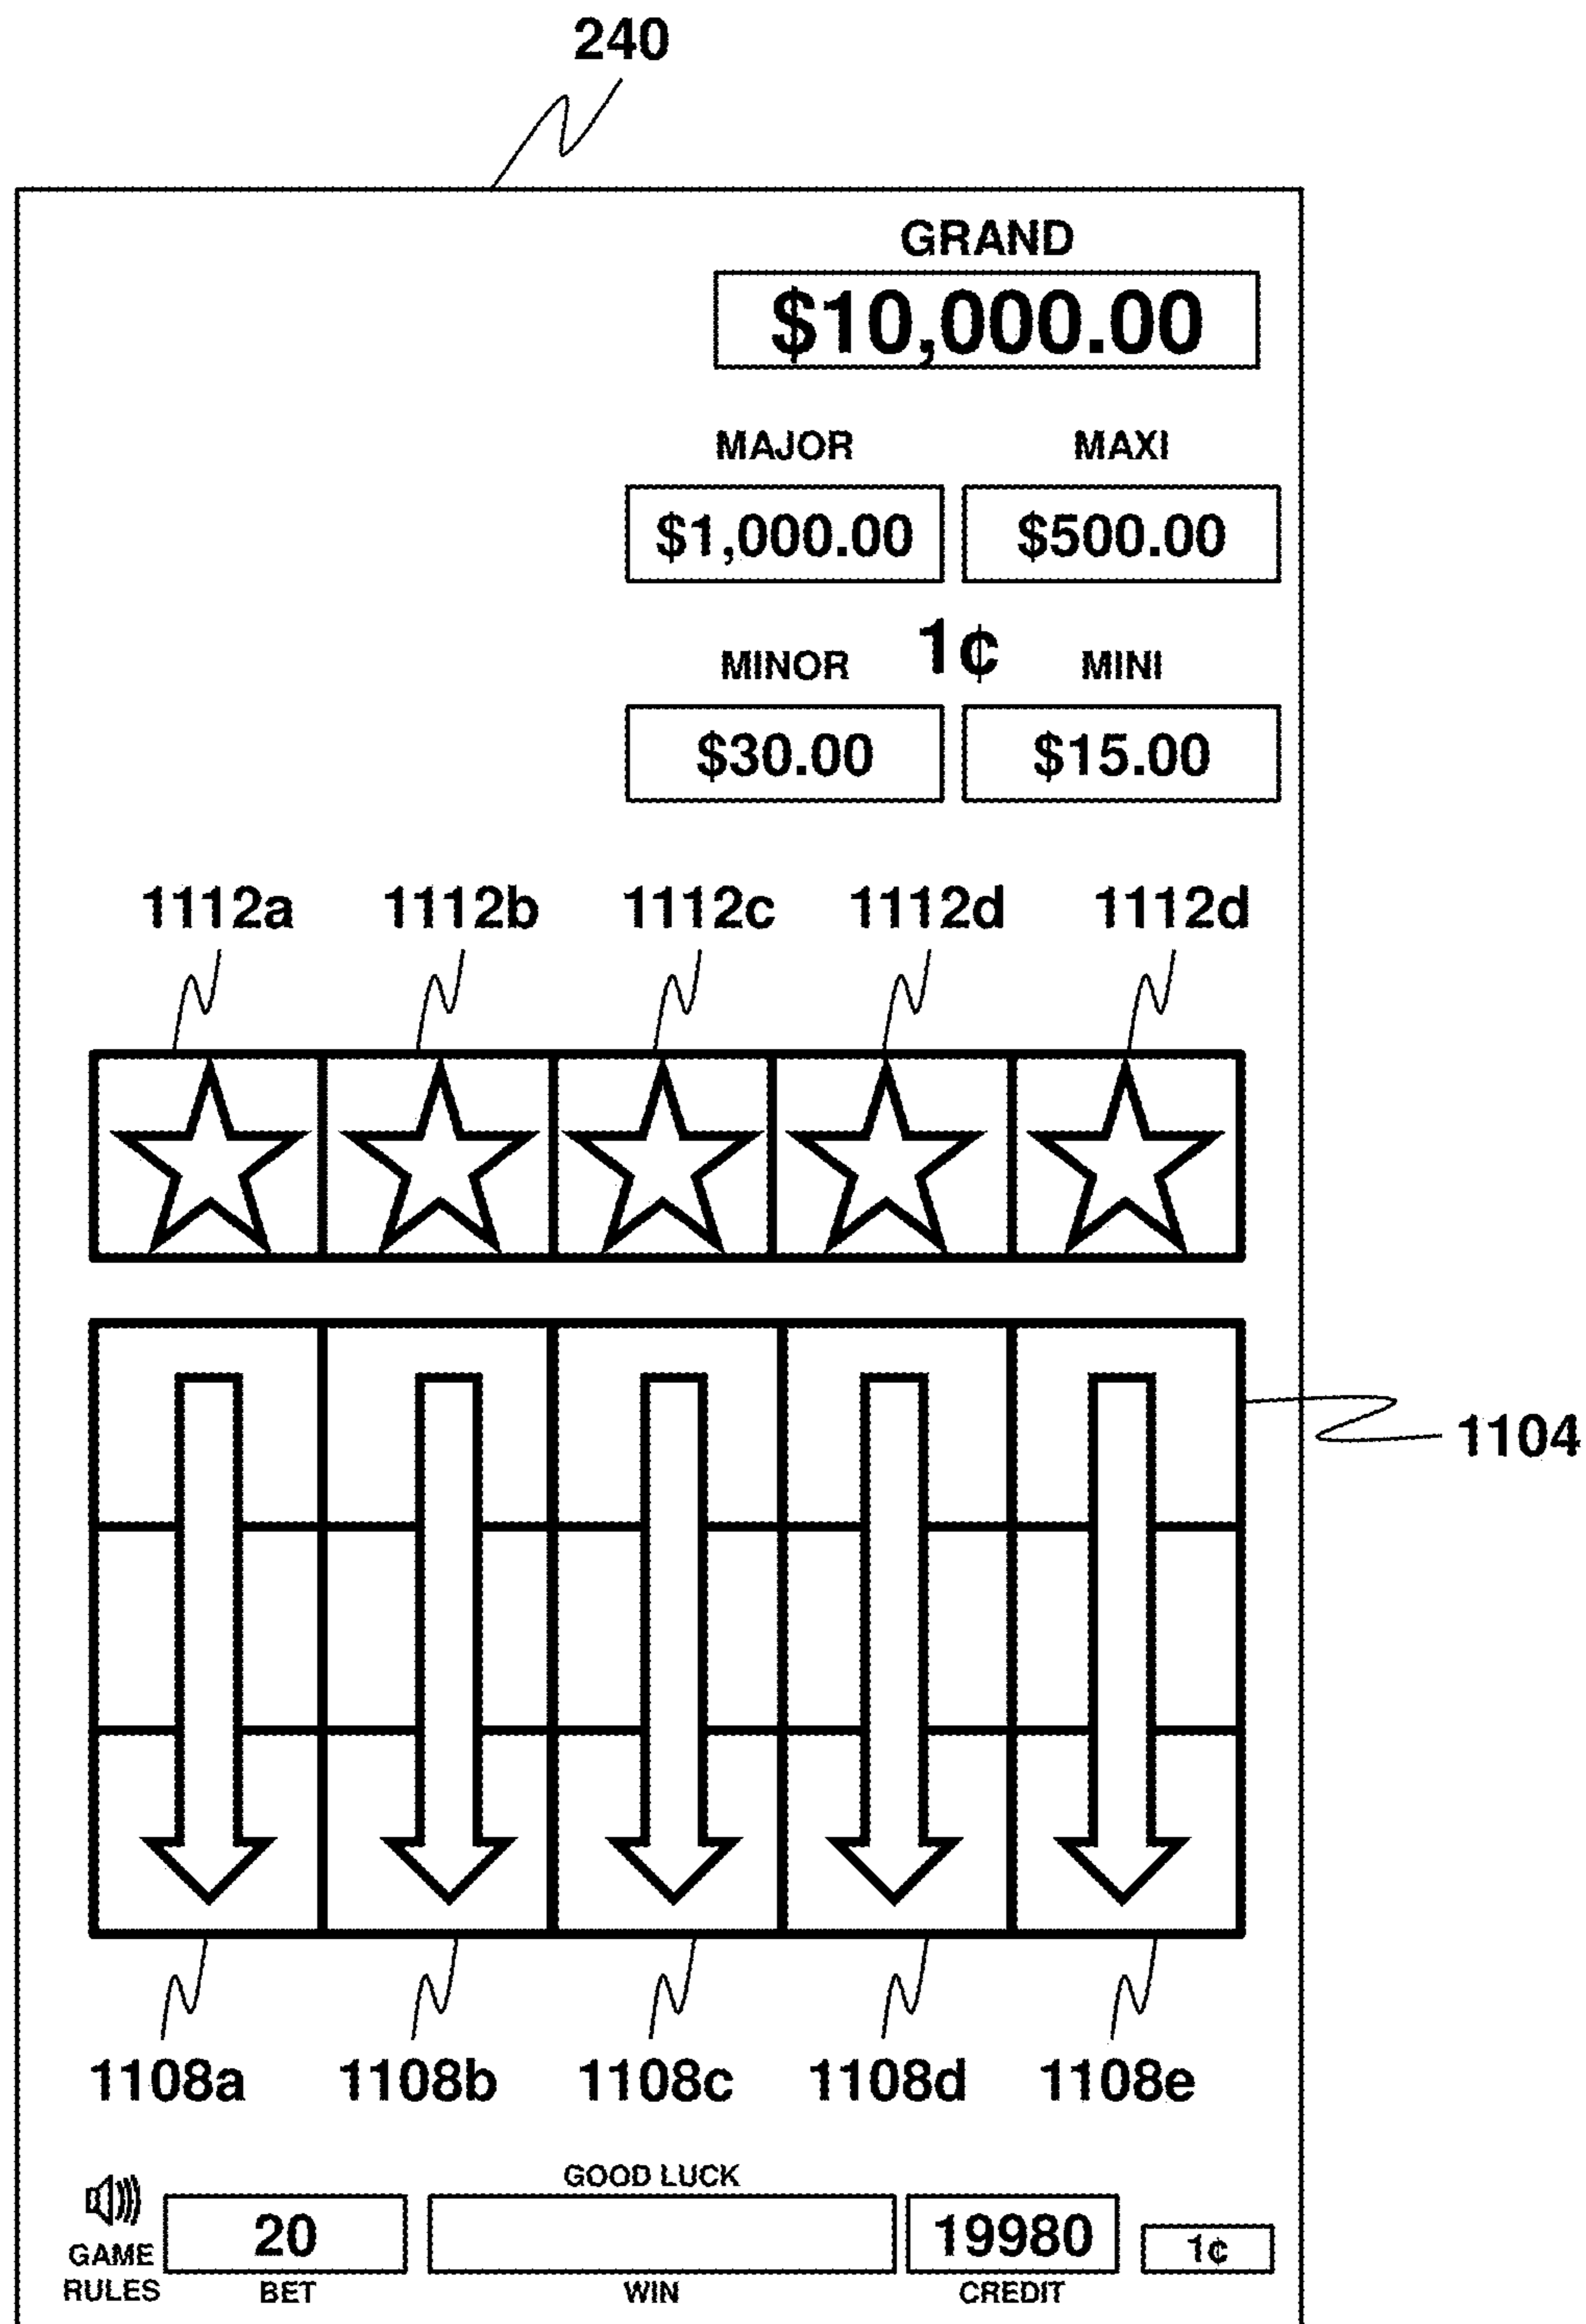 240
GRAND
$10,000.00
MAJOR MAXI
$1,000.00 $500.00
1¢
MINOR MINI
$30.00 $15.00
1112a 1112b 1112c 1112d 1112d
1104
1108a 1108b 1108c 1108d 1108e
GOOD LUCK
20 19980 1¢
GAME
RULES BET WIN CREDIT